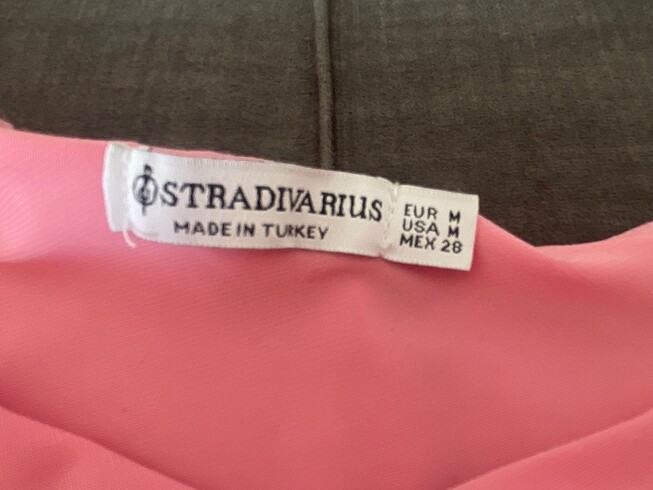 STRADIVARIUS
MADE IN TURKEY
EUR M
USA M
MEX 28